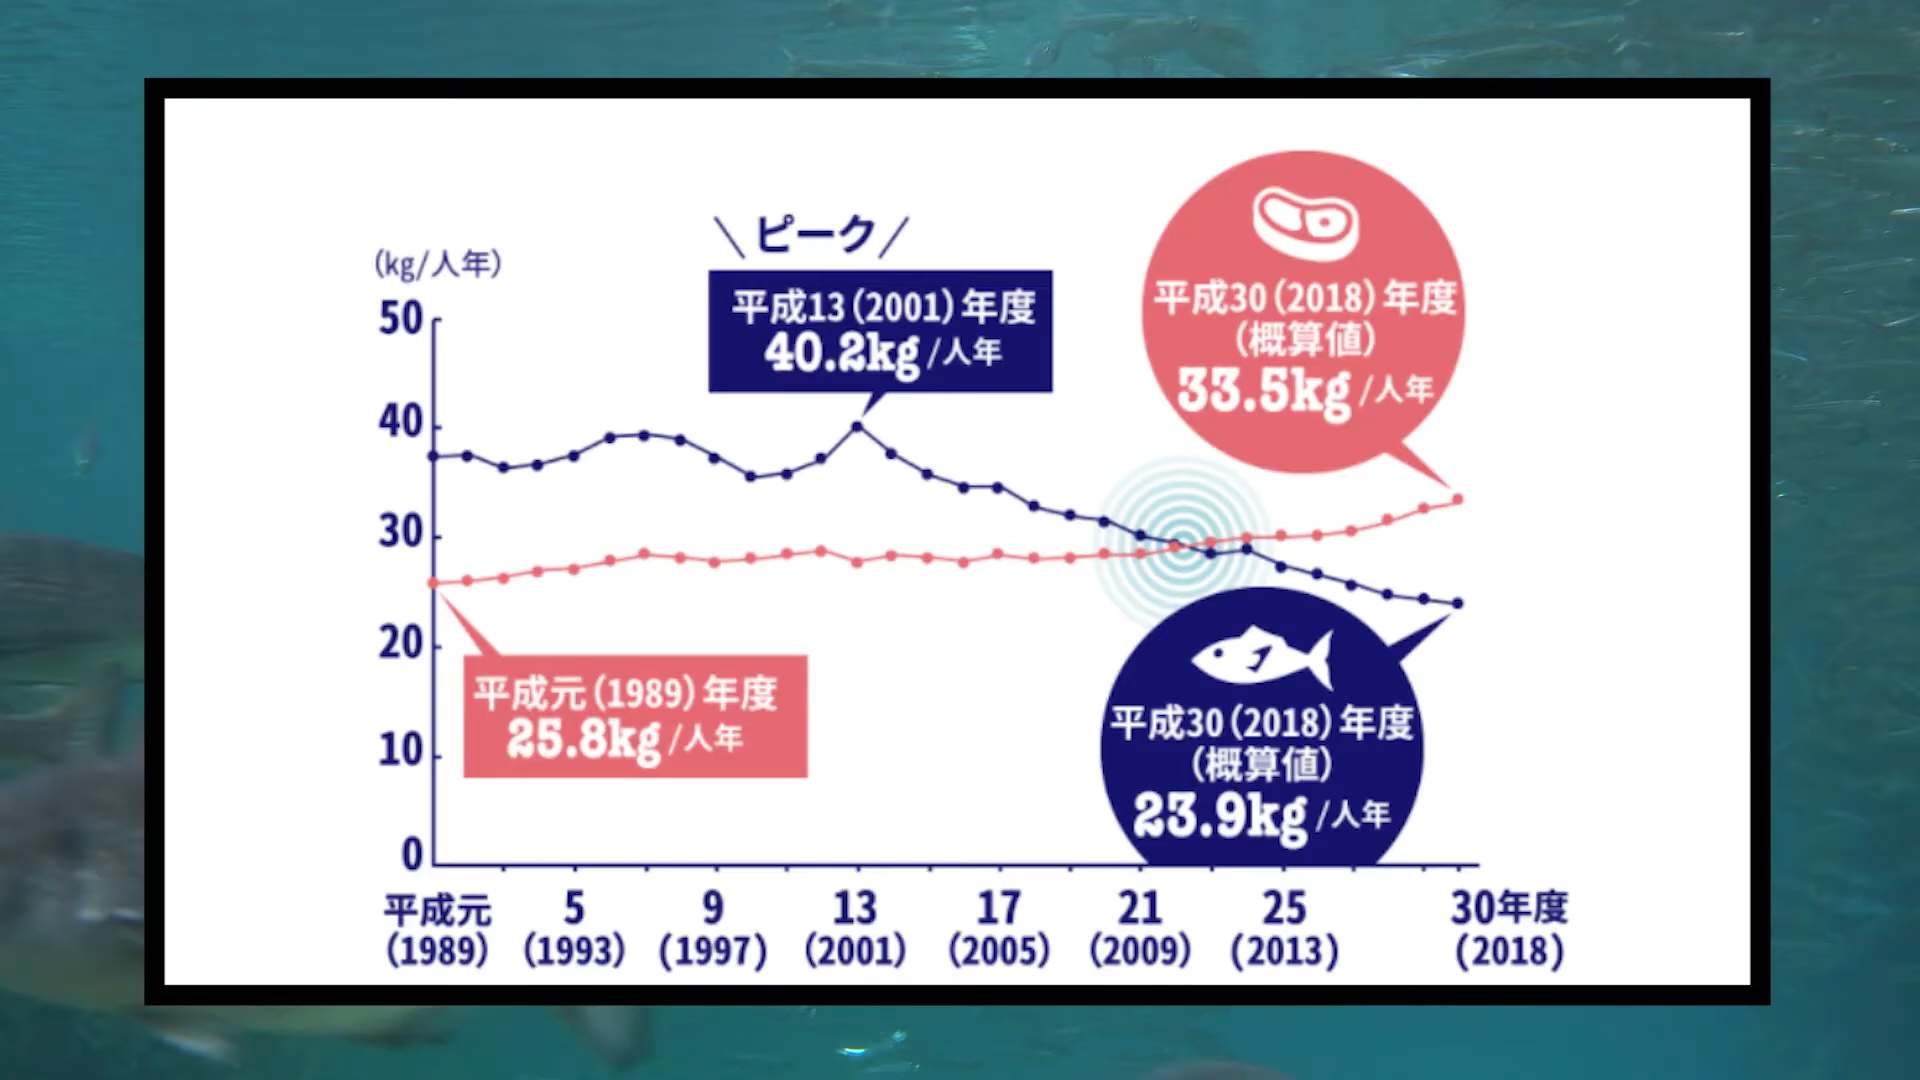 ピーク
(kg/人年)
平成13(2001)年度
40.2kg/人年
平成30(2018)年度
(概算値)
33.5kg/人年
50
40
30
20
10
0
平成元(1989)年度
25.8kg/人年
平成30(2018)年度
(概算値)
23.9kg/人年
平成元 5 9 13 17 21 25 30年度
(1989) (1993) (1997) (2001) (2005) (2009) (2013) (2018)